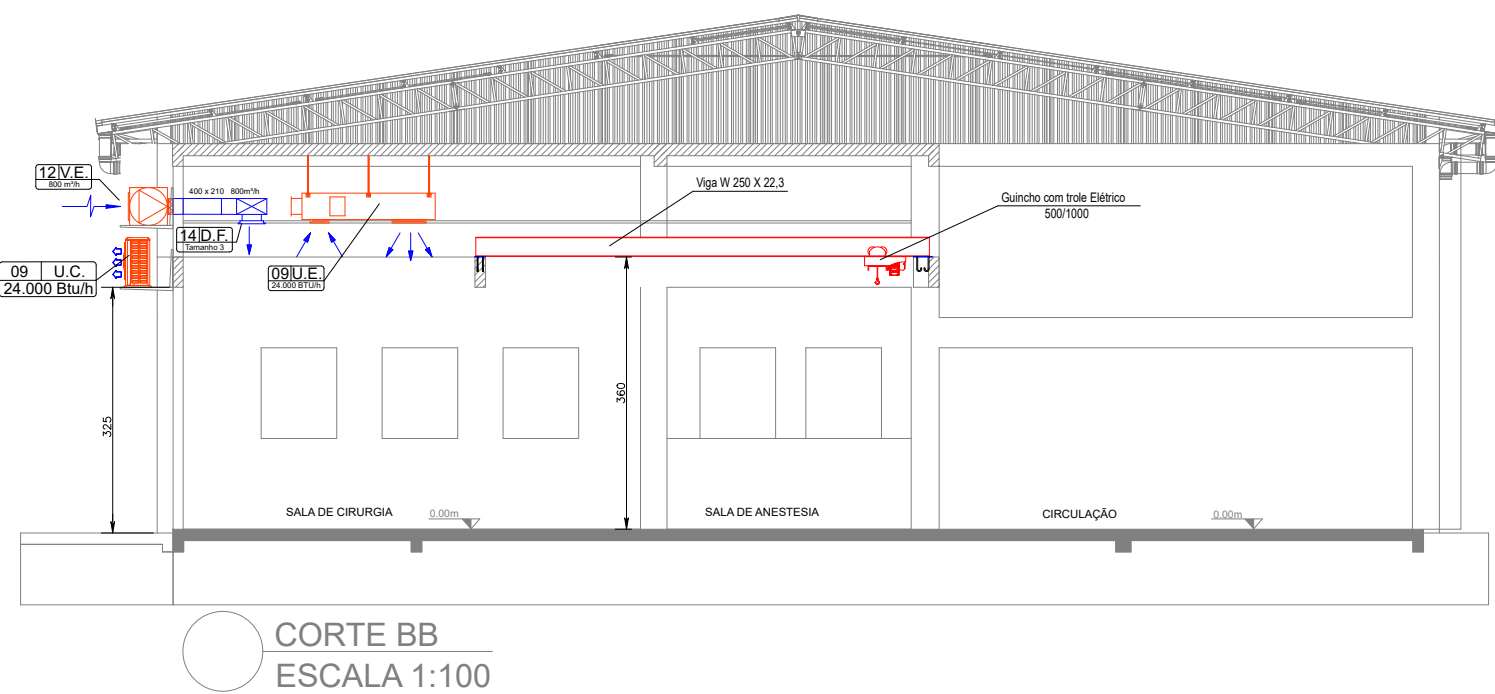 12 V.E.
800 m³/h
400 x 210 800m³/h
14 D.F.
Tamanho 3
09 U.C.
24.000 Btu/h
09 U.E.
24.000 BTU/h
Viga W 250 X 22,3
Guincho com trole Elétrico
500/1000
325
360
SALA DE CIRURGIA
0.00m
SALA DE ANESTESIA
CIRCULAÇÃO
0.00m
CORTE BB
ESCALA 1:100